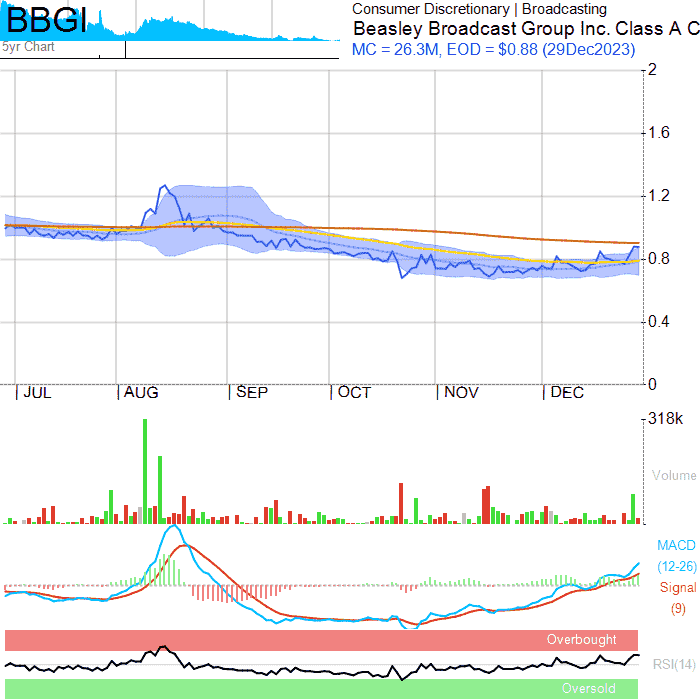 BBGI
5yr Chart
Consumer Discretionary | Broadcasting
Beasley Broadcast Group Inc. Class A C
MC = 26.3M, EOD = $0.88 (29Dec2023)
2
1.6
1.2
0.8
0.4
0
JUL AUG SEP OCT NOV DEC
318k
Volume
MACD
(12-26)
Signal
(9)
Overbought
RSI(14)
Oversold